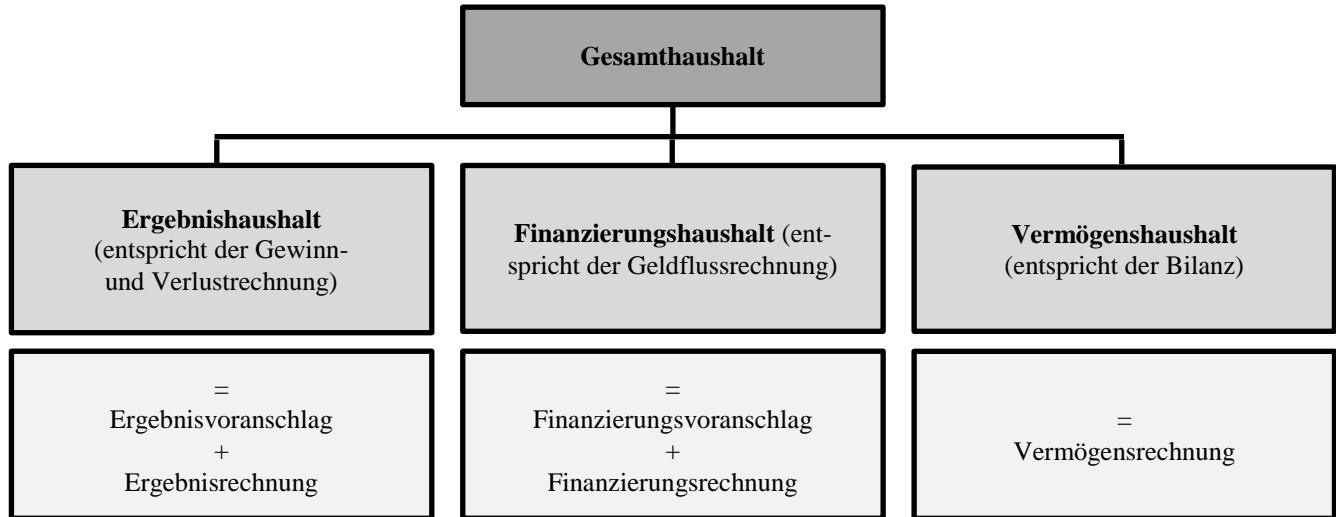 Gesamthaushalt
Ergebnishaushalt
(entspricht der Gewinn-
und Verlustrechnung)
Finanzierungshaushalt (ent-
spricht der Geldflussrechnung)
Vermögenshaushalt
(entspricht der Bilanz)
=
Ergebnisvoranschlag
+
Ergebnisrechnung
=
Finanzierungsvoranschlag
+
Finanzierungsrechnung
=
Vermögensrechnung